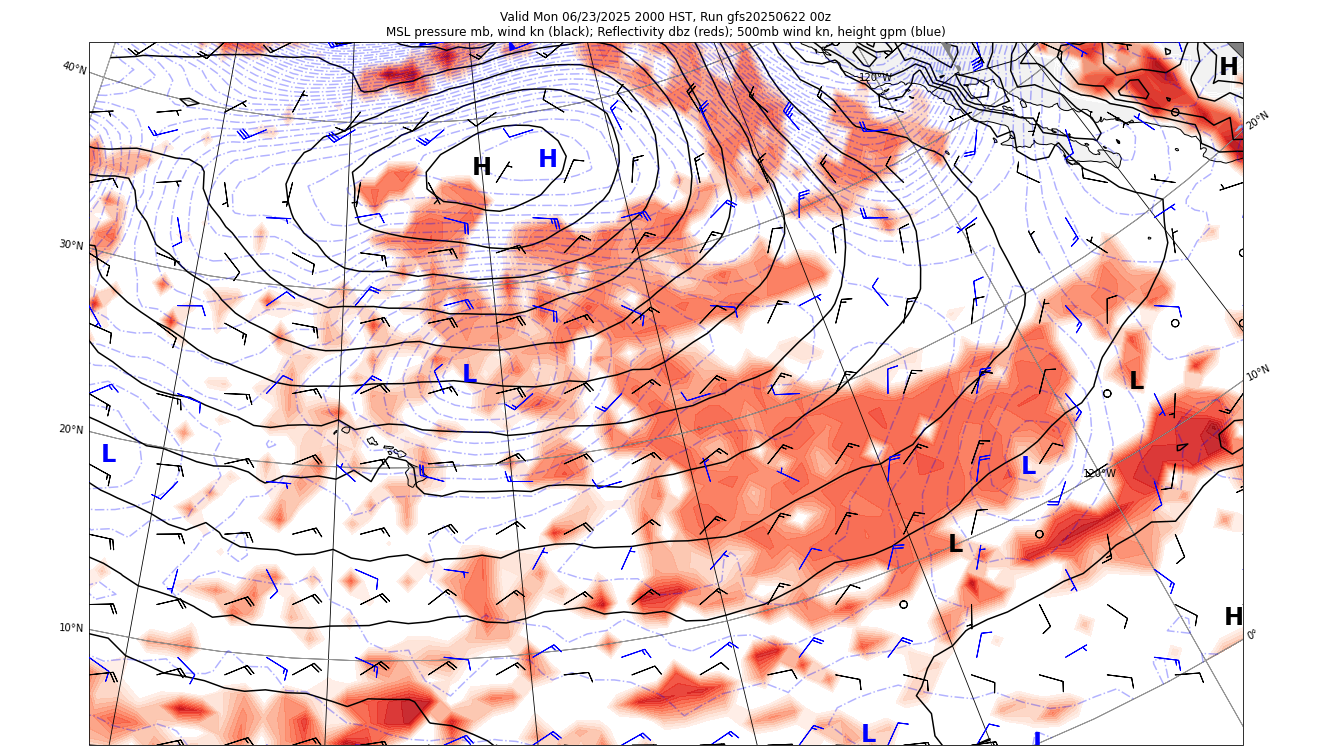 Valid Mon 06/23/2025 2000 HST, Run gfs20250622 00z
MSL pressure mb, wind kn (black); Reflectivity dbz (reds); 500mb wind kn, height gpm (blue)
L
40°N
120°W
H
20°N
H
H
30°N
L
L
10°N
20°N
L
L
120°W
L
10°N
H
0°
L
L